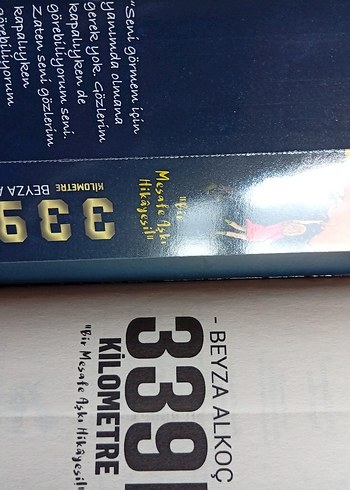 "Seni görmem için
yanımda olmana
gerek yok. Gözlerim
kapalıyken de
görebiliyorum seni.
Zaten seni gözlerim
kapalıyken
görebiliyorum
339
KİLOMETRE
BEYZA A
"Bir
Mesafe Aşkı
Hikâyesi!"
- BEYZA ALKOÇ
339
KİLOMETRE
"Bir Mesafe Aşkı Hikâyesi!"